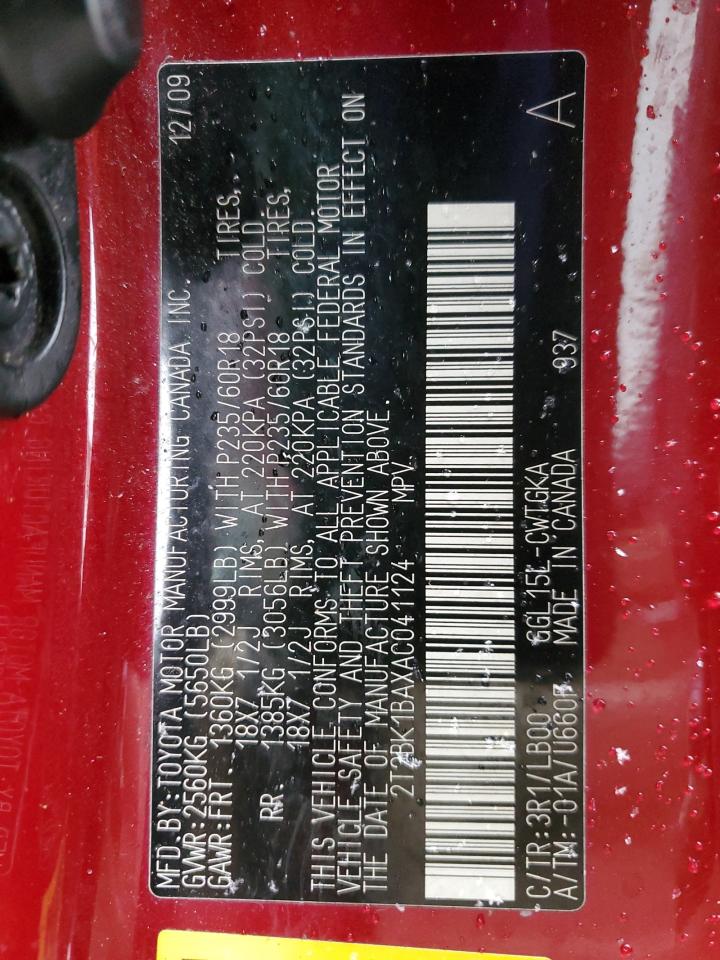 MFD BY:TOYOTA MOTOR MANUFACTURING CANADA INC. 12/09
GVWR:2560KG (5650LB)
GAWR:FRT. 1360KG (2999LB) WITH P235/60R18 TIRES,
18X7 1/2J RIMS, AT 220KPA (32PSI) COLD
RR 1385KG (3056LB) WITH P235/60R18 TIRES,
18X7 1/2J RIMS, AT 220KPA (32PSI) COLD
THIS VEHICLE CONFORMS TO ALL APPLICABLE FEDERAL MOTOR
VEHICLE SAFETY AND THEFT PREVENTION STANDARDS IN EFFECT ON
THE DATE OF MANUFACTURE SHOWN ABOVE.
2T2BK1BAXAC041124 MPV
C/TR:3R1/LB00 GGL15L-CWTGKA A
A/TM:-01A/U660F MADE IN CANADA 937